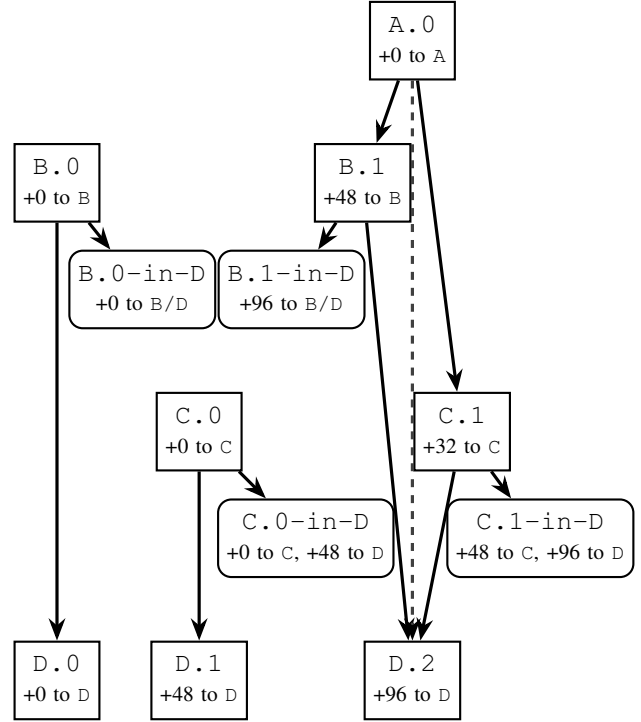 A.0
+0 to A
B.0
+0 to B
B.1
+48 to B
B.0-in-D
+0 to B/D
B.1-in-D
+96 to B/D
C.0
+0 to C
C.1
+32 to C
C.0-in-D
+0 to C, +48 to D
C.1-in-D
+48 to C, +96 to D
D.0
+0 to D
D.1
+48 to D
D.2
+96 to D